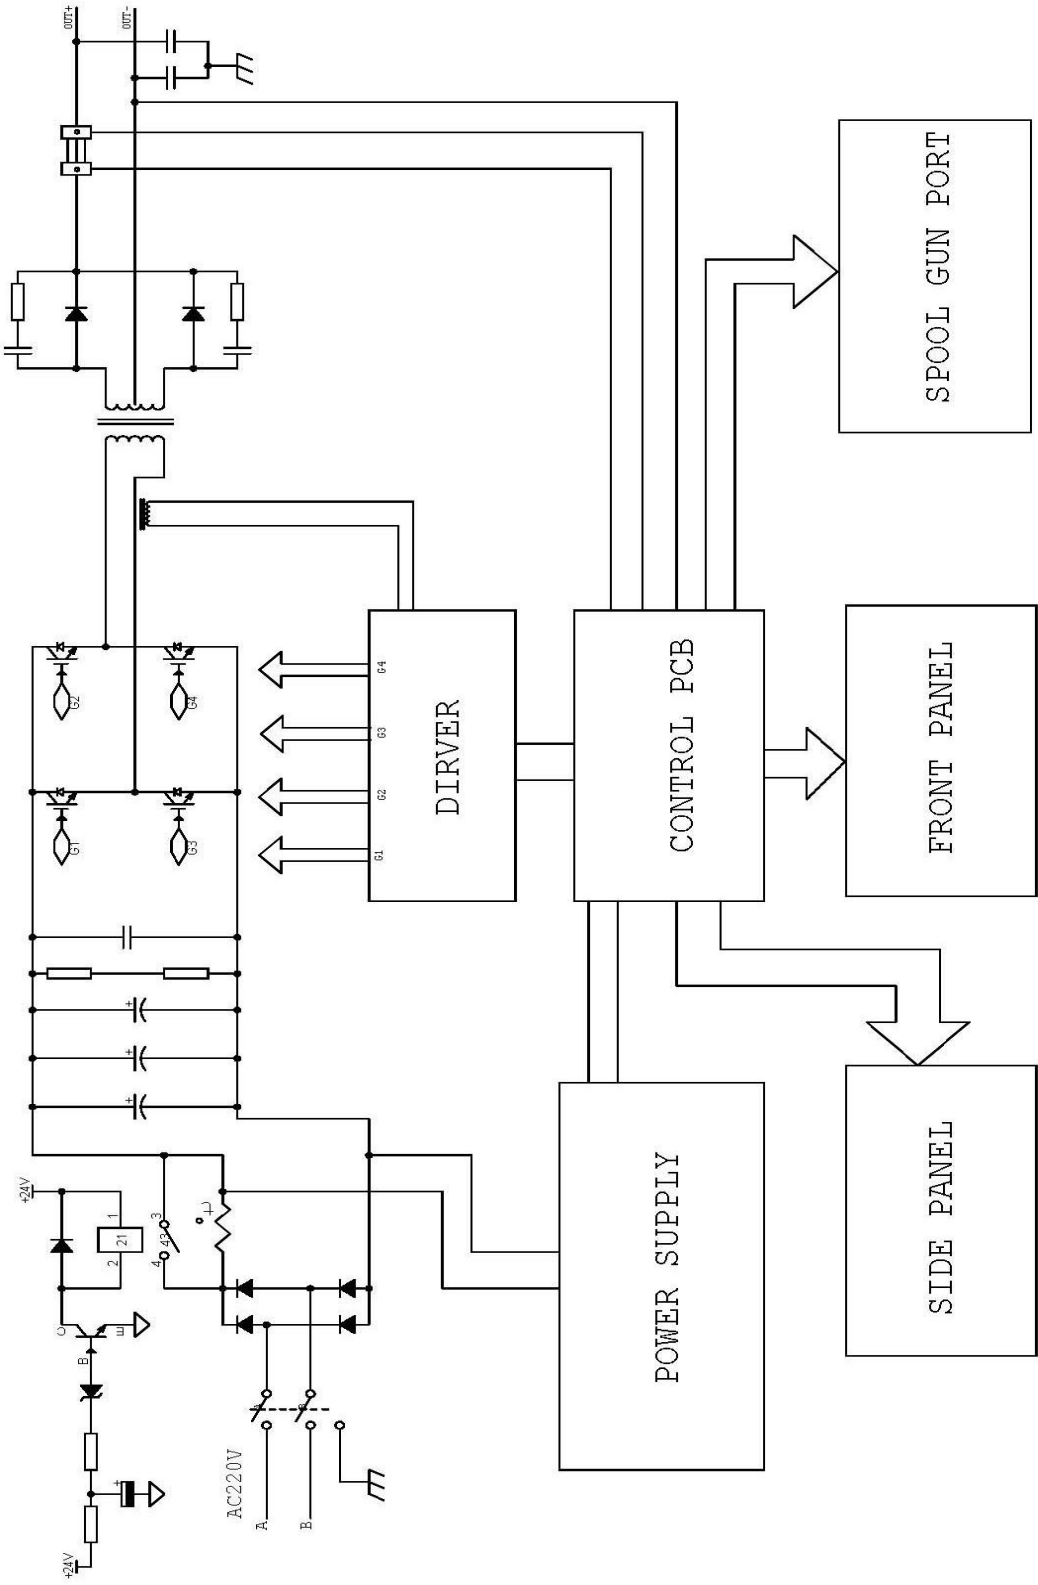 OUT+
OUT-
SPOOL GUN PORT
G2
G4
G1
G3
G4
G3
G2
G1
DIRVER
CONTROL PCB
FRONT PANEL
+24V
1
21
2
3
43
4
C
E
B
+24V
AC220V
A
B
POWER SUPPLY
SIDE PANEL